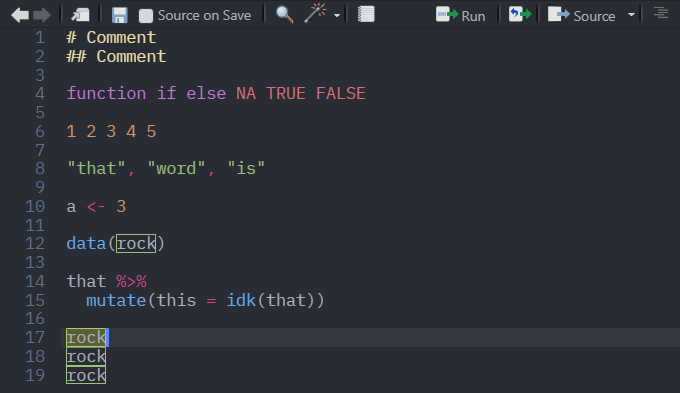 Source on Save Run Source
1 # Comment
2 ## Comment
3
4 function if else NA TRUE FALSE
5
6 1 2 3 4 5
7
8 "that", "word", "is"
9
10 a <- 3
11
12 data(rock)
13
14 that %>%
15   mutate(this = idk(that))
16
17 rock
18 rock
19 rock